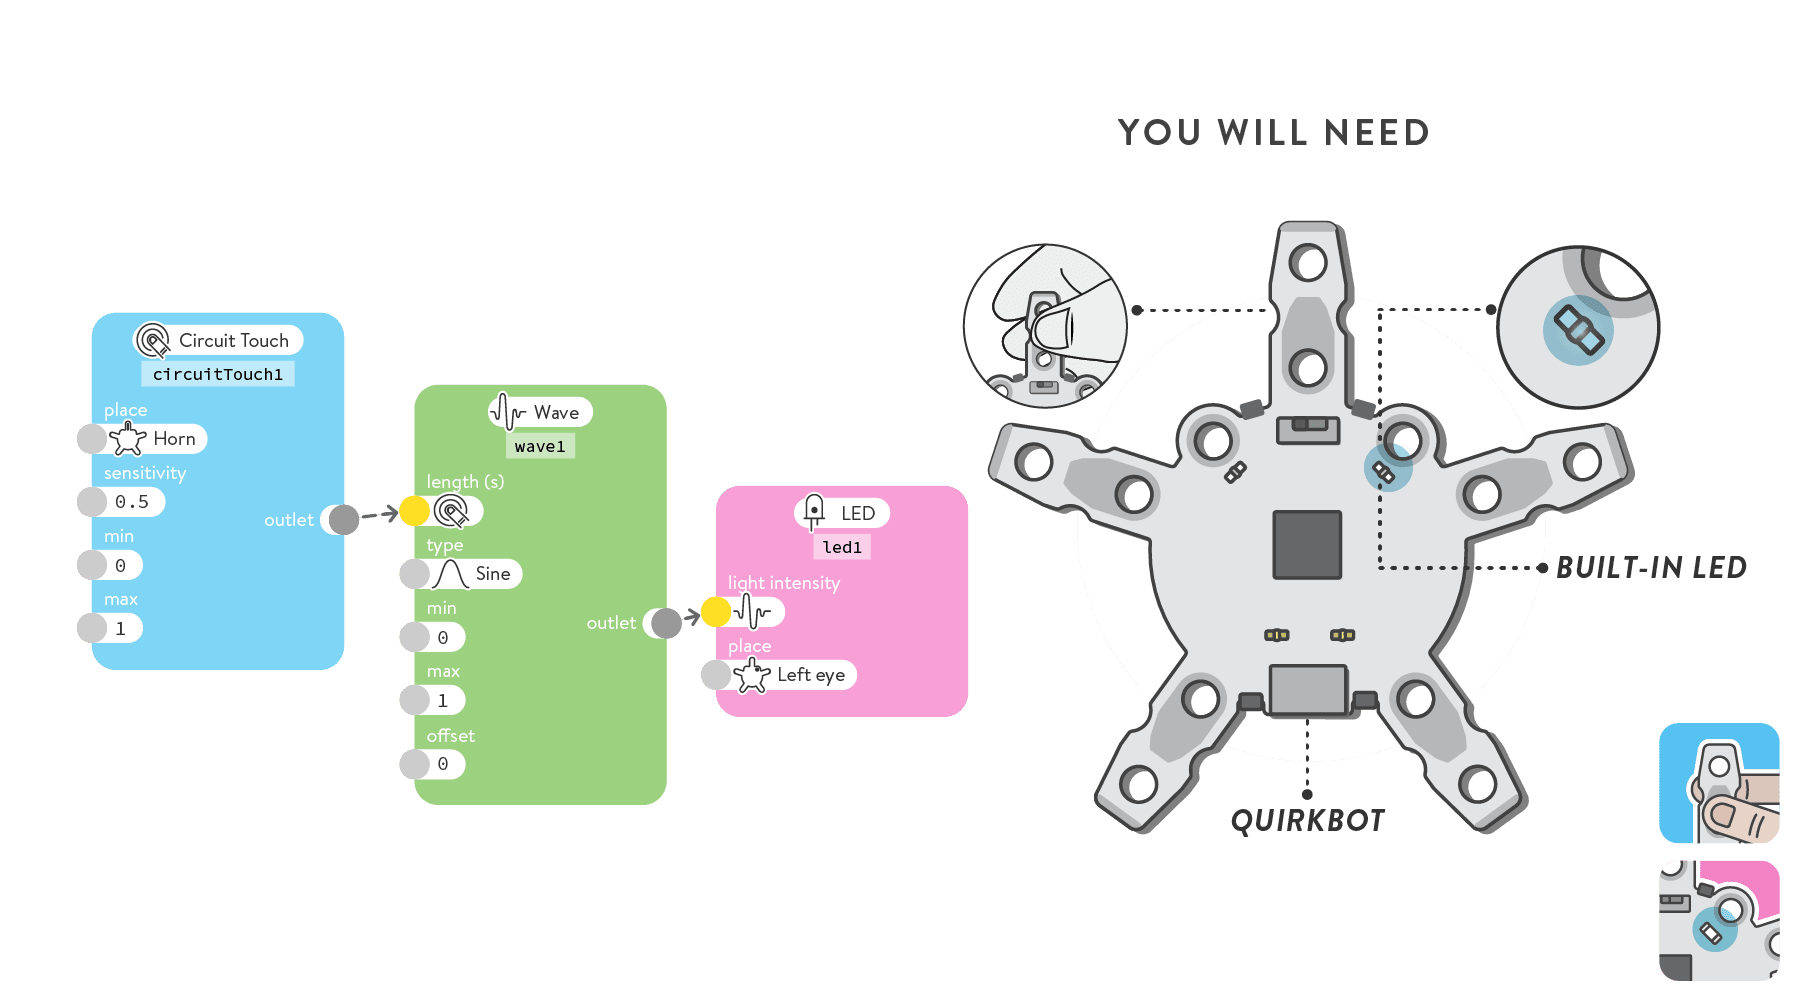 YOU WILL NEED
Circuit Touch
circuitTouch1
place
Horn
sensitivity
0.5
min
0
max
1
outlet
Wave
wave1
length (s)
type
Sine
min
0
max
1
offset
0
outlet
LED
led1
light intensity
place
Left eye
BUILT-IN LED
QUIRKBOT